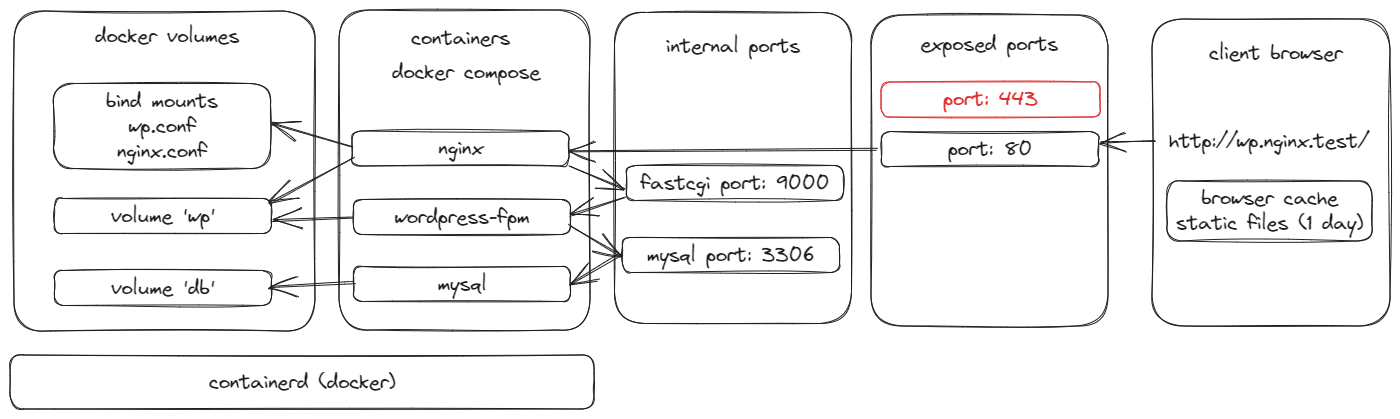 docker volumes
bind mounts
wp.conf
nginx.conf
volume 'wp'
volume 'db'
containers
docker compose
nginx
wordpress-fpm
mysql
internal ports
fastcgi port: 9000
mysql port: 3306
exposed ports
port: 443
port: 80
client browser
http://wp.nginx.test/
browser cache
static files (1 day)
containerd (docker)